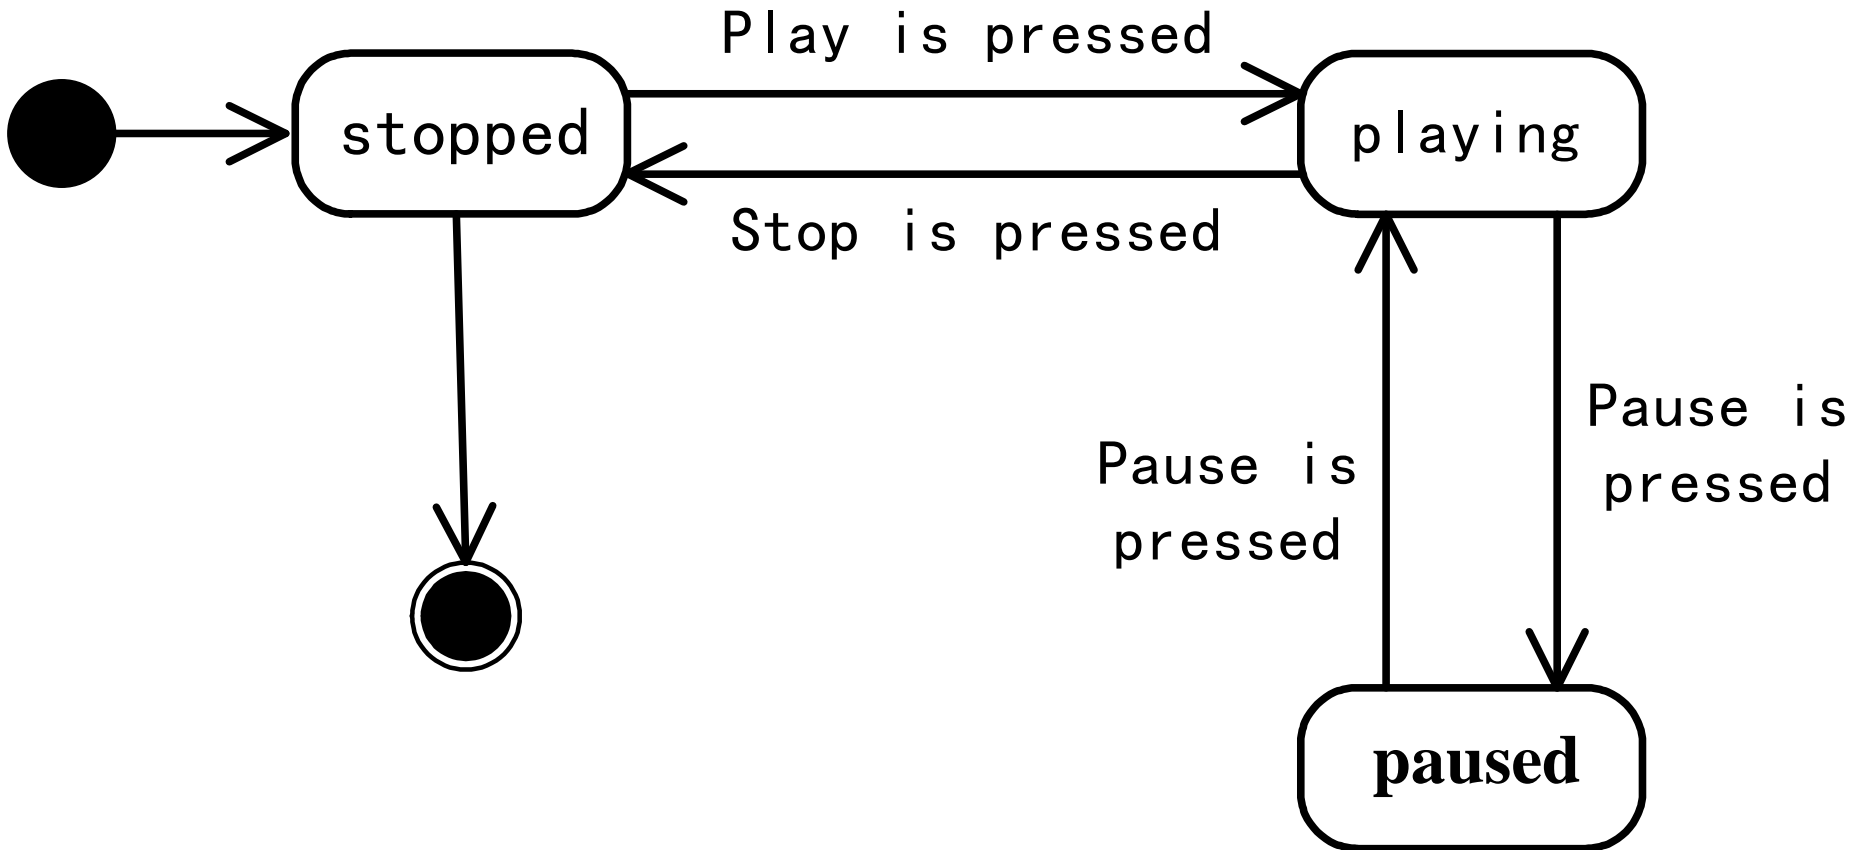 Play is pressed
stopped
playing
Stop is pressed
Pause is
pressed
Pause is
pressed
paused